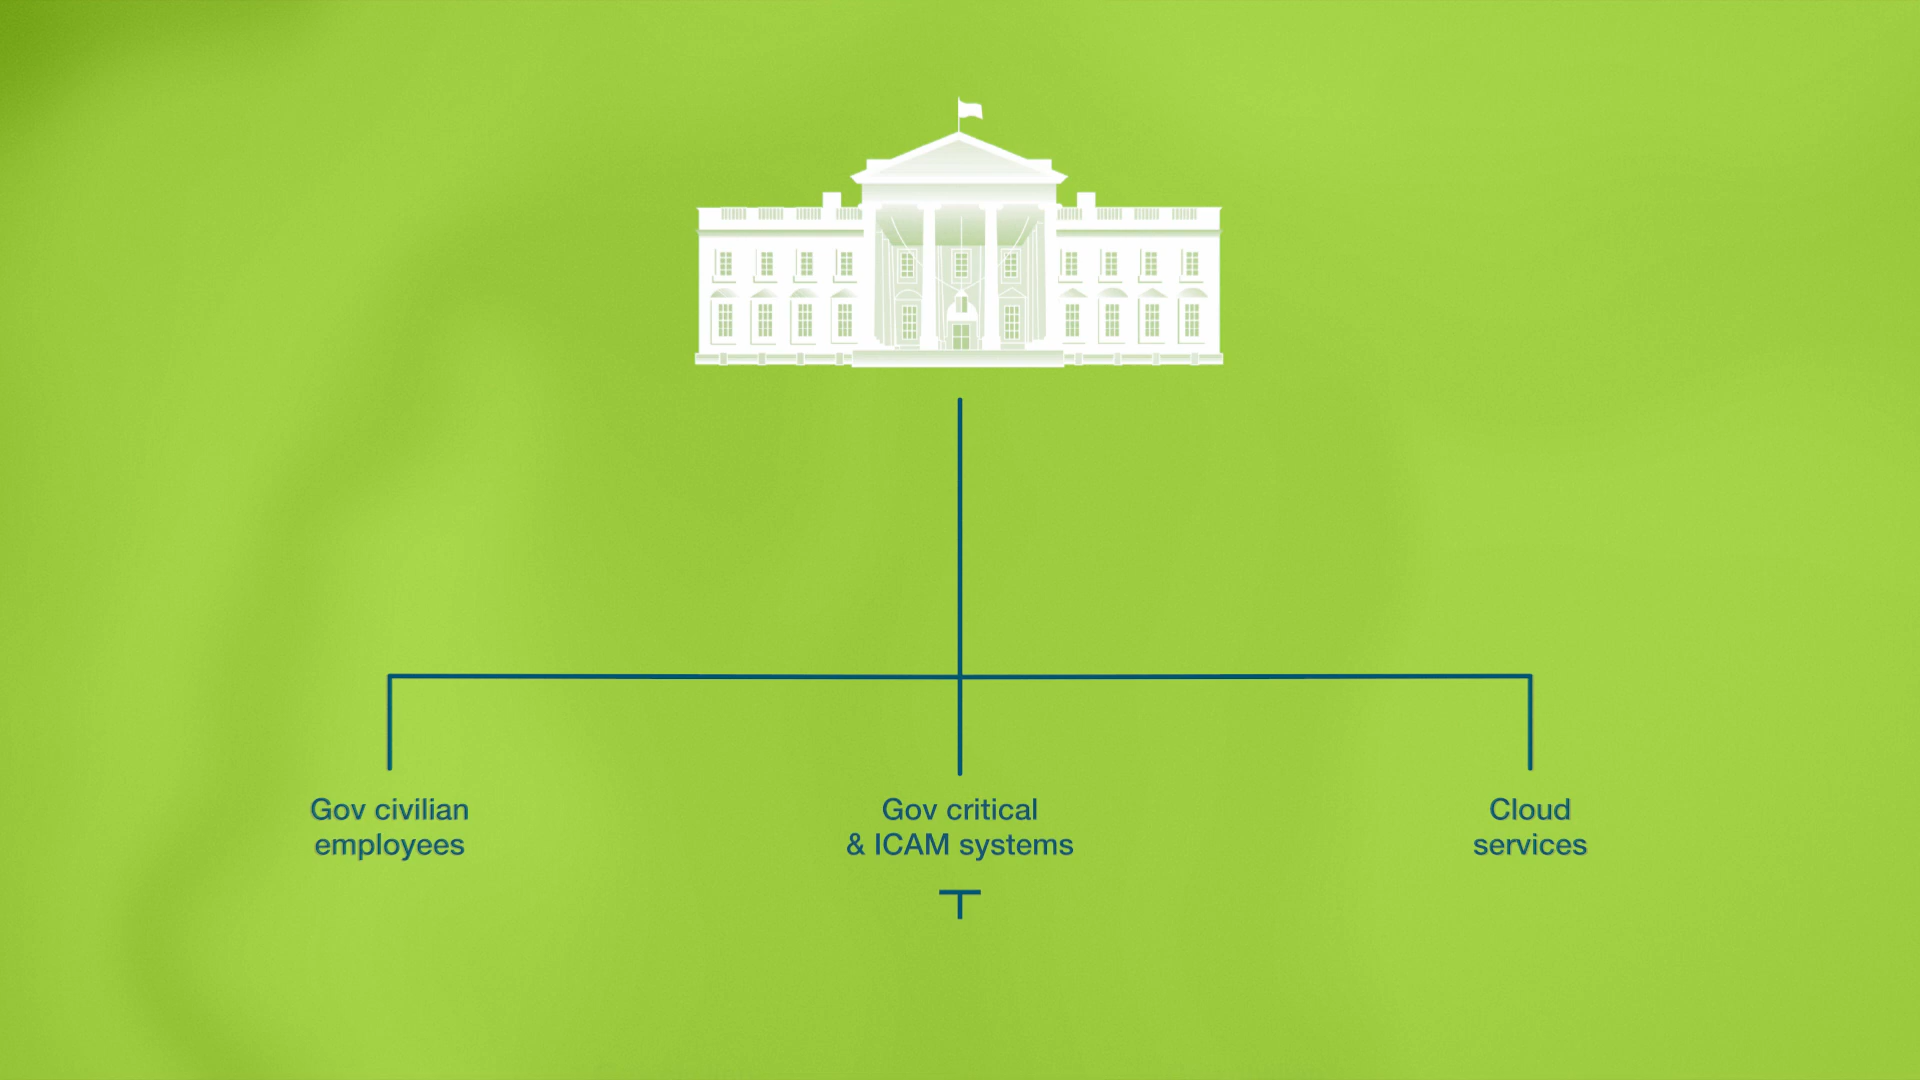 Gov civilian
employees
Gov critical
& ICAM systems
Cloud
services